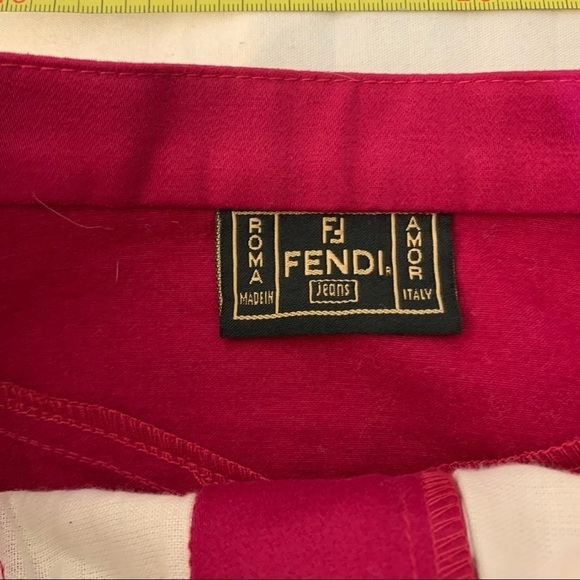 ROMA
MADE IN
FF
FENDI®
Jeans
AMOR
ITALY